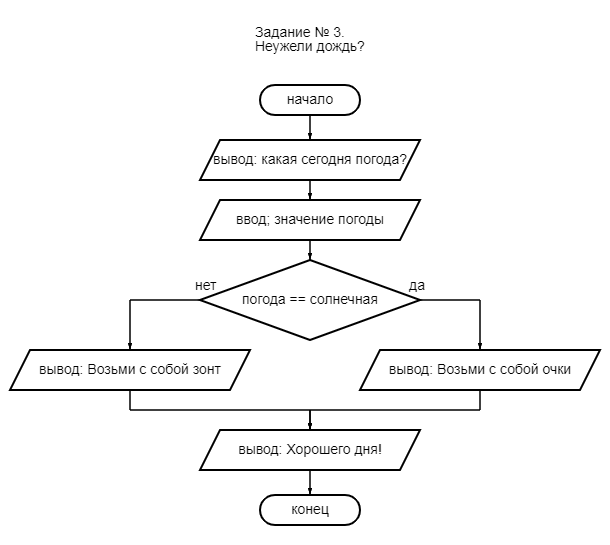 Задание № 3.
Неужели дождь?
начало
вывод: какая сегодня погода?
ввод; значение погоды
нет
да
погода == солнечная
вывод: Возьми с собой зонт
вывод: Возьми с собой очки
вывод: Хорошего дня!
конец